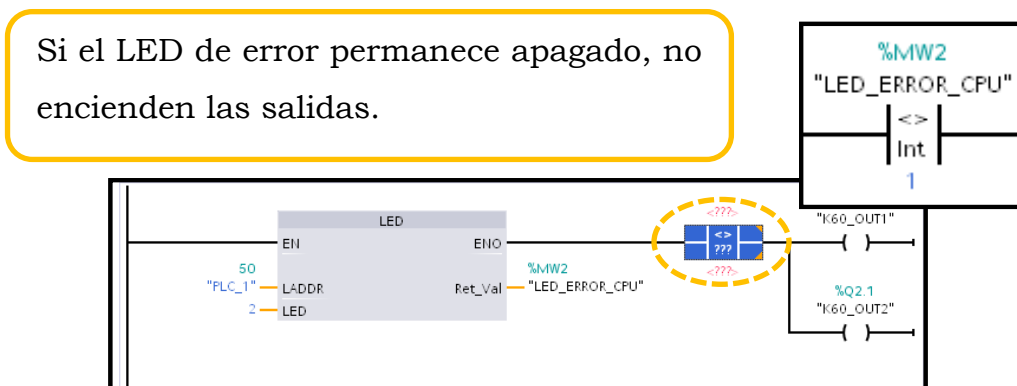 Si el LED de error permanece apagado, no
encienden las salidas.
%MW2
"LED_ERROR_CPU"
<>
Int
1
LED
EN
ENO
50
"PLC_1"
LADDR
2
LED
Ret_Val
%MW2
"LED_ERROR_CPU"
<???>
<>
???
<???>
"K60_OUT1"
%Q2.1
"K60_OUT2"